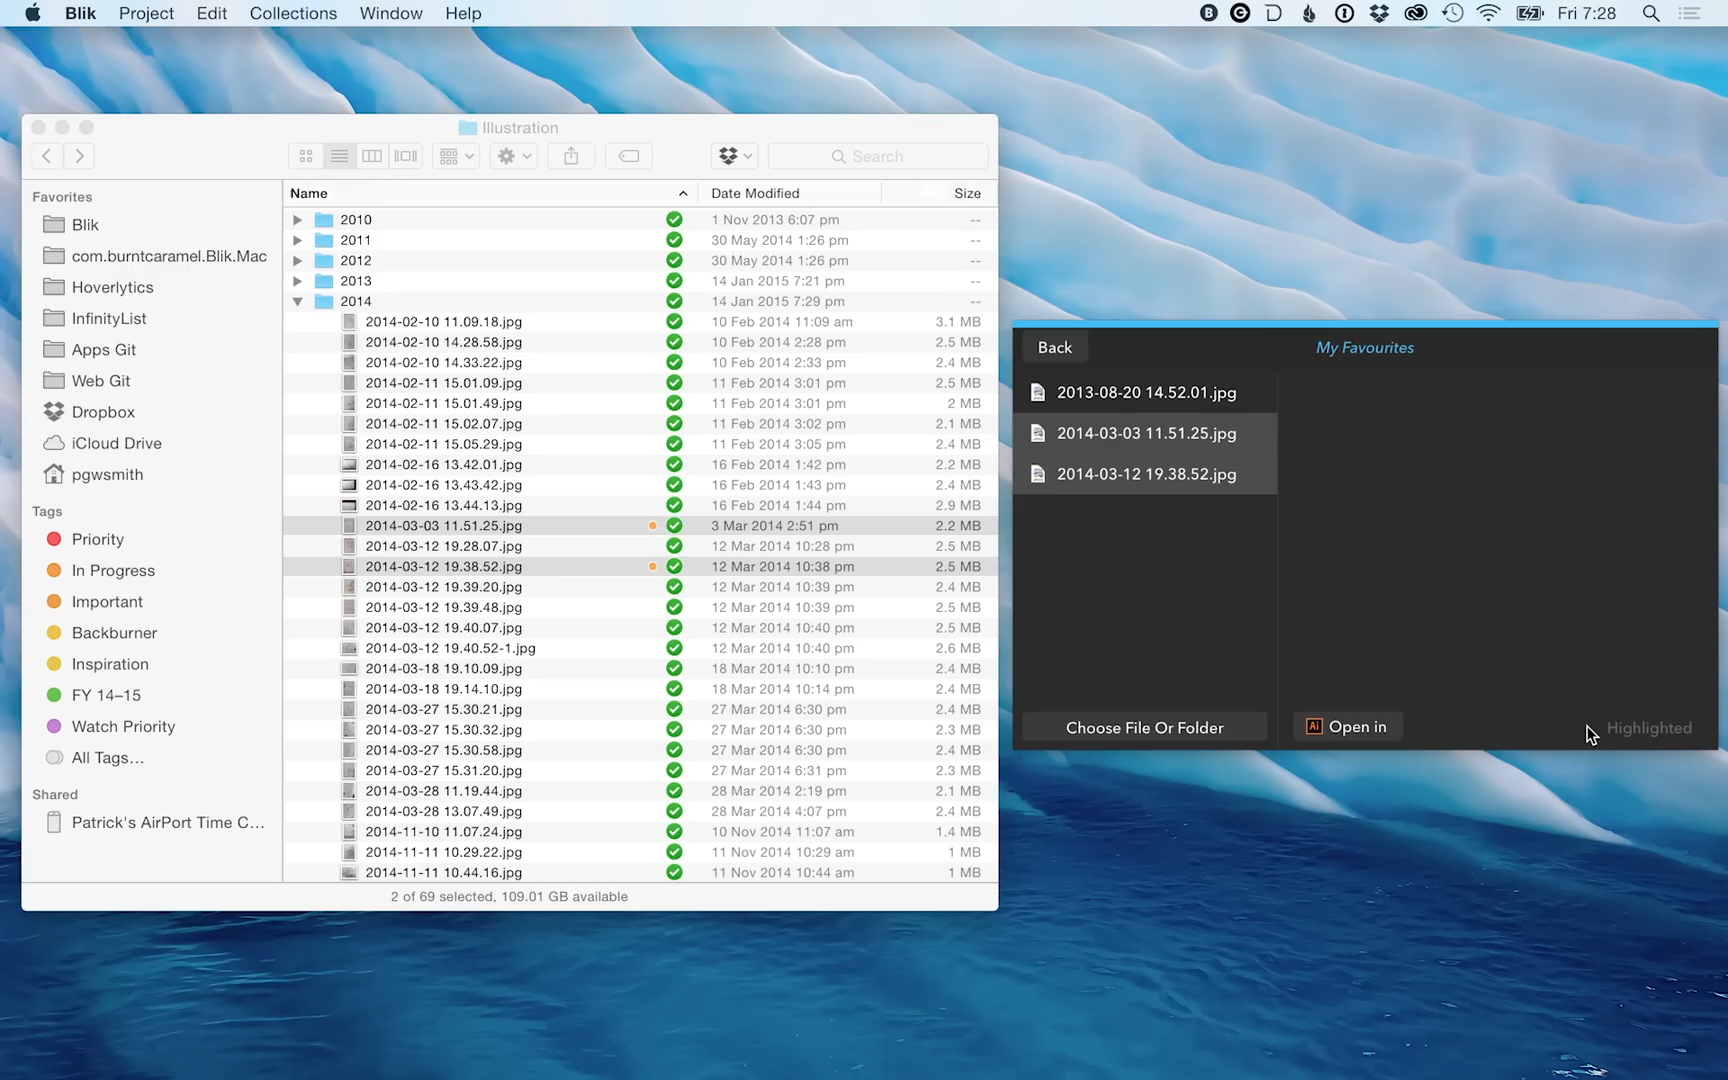 Blik Project Edit Collections Window Help Fri 7:28
Illustration
Search
Favorites
Blik
com.burntcaramel.Blik.Mac
Hoverlytics
InfinityList
Apps Git
Web Git
Dropbox
iCloud Drive
pgwsmith
Tags
Priority
In Progress
Important
Backburner
Inspiration
FY 14–15
Watch Priority
All Tags…
Shared
Patrick's AirPort Time C…
Name Date Modified Size
2010 1 Nov 2013 6:07 pm --
2011 30 May 2014 1:26 pm --
2012 30 May 2014 1:26 pm --
2013 14 Jan 2015 7:21 pm --
2014 14 Jan 2015 7:29 pm --
2014-02-10 11.09.18.jpg 10 Feb 2014 11:09 am 3.1 MB
2014-02-10 14.28.58.jpg 10 Feb 2014 2:28 pm 2.5 MB
2014-02-10 14.33.22.jpg 10 Feb 2014 2:33 pm 2.4 MB
2014-02-11 15.01.09.jpg 11 Feb 2014 3:01 pm 2.5 MB
2014-02-11 15.01.49.jpg 11 Feb 2014 3:01 pm 2 MB
2014-02-11 15.02.07.jpg 11 Feb 2014 3:02 pm 2.1 MB
2014-02-11 15.05.29.jpg 11 Feb 2014 3:05 pm 2.4 MB
2014-02-16 13.42.01.jpg 16 Feb 2014 1:42 pm 2.2 MB
2014-02-16 13.43.42.jpg 16 Feb 2014 1:43 pm 2.4 MB
2014-02-16 13.44.13.jpg 16 Feb 2014 1:44 pm 2.9 MB
2014-03-03 11.51.25.jpg 3 Mar 2014 2:51 pm 2.2 MB
2014-03-12 19.28.07.jpg 12 Mar 2014 10:28 pm 2.5 MB
2014-03-12 19.38.52.jpg 12 Mar 2014 10:38 pm 2.5 MB
2014-03-12 19.39.20.jpg 12 Mar 2014 10:39 pm 2.4 MB
2014-03-12 19.39.48.jpg 12 Mar 2014 10:39 pm 2.5 MB
2014-03-12 19.40.07.jpg 12 Mar 2014 10:40 pm 2.5 MB
2014-03-12 19.40.52-1.jpg 12 Mar 2014 10:40 pm 2.6 MB
2014-03-18 19.10.09.jpg 18 Mar 2014 10:10 pm 2.4 MB
2014-03-18 19.14.10.jpg 18 Mar 2014 10:14 pm 2.4 MB
2014-03-27 15.30.21.jpg 27 Mar 2014 6:30 pm 2.4 MB
2014-03-27 15.30.32.jpg 27 Mar 2014 6:30 pm 2.3 MB
2014-03-27 15.30.58.jpg 27 Mar 2014 6:30 pm 2.4 MB
2014-03-27 15.31.20.jpg 27 Mar 2014 6:31 pm 2.3 MB
2014-03-28 11.19.44.jpg 28 Mar 2014 2:19 pm 2.1 MB
2014-03-28 13.07.49.jpg 28 Mar 2014 4:07 pm 2.4 MB
2014-11-10 11.07.24.jpg 10 Nov 2014 11:07 am 1.4 MB
2014-11-11 10.29.22.jpg 11 Nov 2014 10:29 am 1 MB
2014-11-11 10.44.16.jpg 11 Nov 2014 10:44 am 1 MB
2 of 69 selected, 109.01 GB available
Back My Favourites
2013-08-20 14.52.01.jpg
2014-03-03 11.51.25.jpg
2014-03-12 19.38.52.jpg
Choose File Or Folder Ai Open in Highlighted